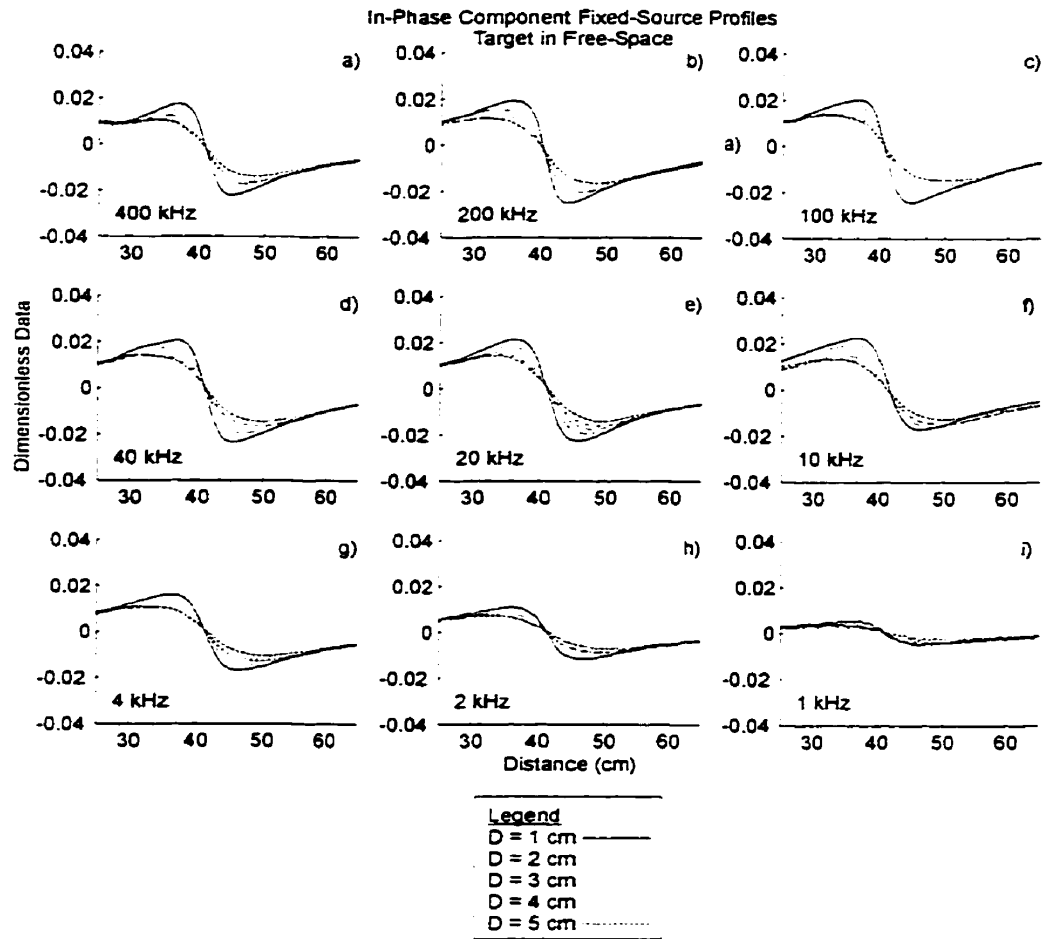 In-Phase Component Fixed-Source Profiles
Target in Free-Space
0.04
0.02
0
-0.02
-0.04
a)
400 kHz
30 40 50 60
0.04
0.02
0
-0.02
-0.04
b)
200 kHz
30 40 50 60
0.04
0.02
0
-0.02
-0.04
c)
a)
100 kHz
30 40 50 60
Dimensionless Data
0.04
0.02
0
-0.02
-0.04
d)
40 kHz
30 40 50 60
0.04
0.02
0
-0.02
-0.04
e)
20 kHz
30 40 50 60
0.04
0.02
0
-0.02
-0.04
f)
10 kHz
30 40 50 60
0.04
0.02
0
-0.02
-0.04
g)
4 kHz
30 40 50 60
0.04
0.02
0
-0.02
-0.04
h)
2 kHz
30 40 50 60
0.04
0.02
0
-0.02
-0.04
i)
1 kHz
30 40 50 60
Distance (cm)
Legend
D = 1 cm
D = 2 cm
D = 3 cm
D = 4 cm
D = 5 cm